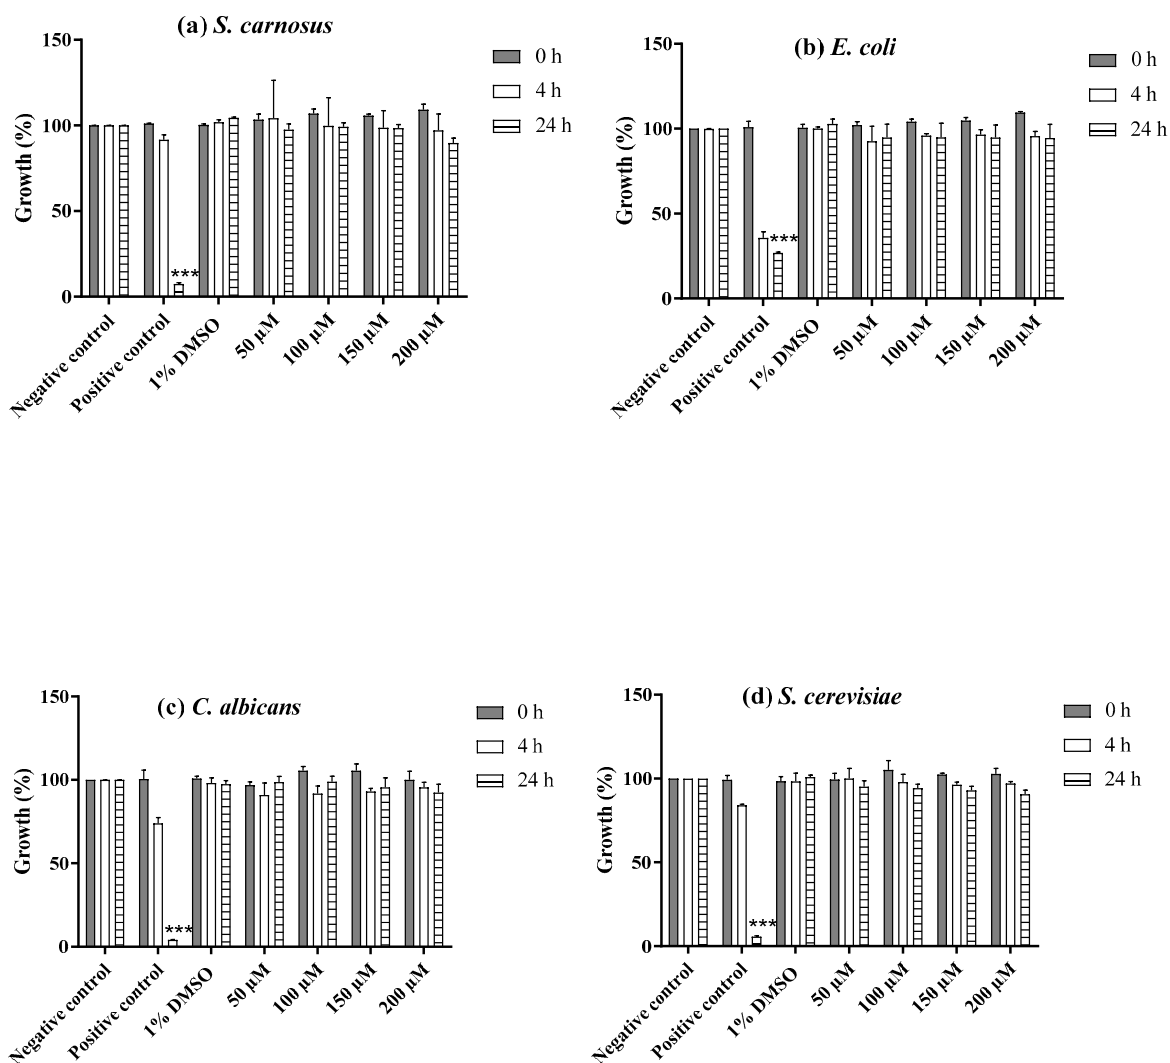 (a) S. carnosus
150
100
50
0
Growth (%)
0 h
4 h
24 h
***
Negative control
Positive control
1% DMSO
50 µM
100 µM
150 µM
200 µM
(b) E. coli
150
100
50
0
Growth (%)
0 h
4 h
24 h
***
Negative control
Positive control
1% DMSO
50 µM
100 µM
150 µM
200 µM
(c) C. albicans
150
100
50
0
Growth (%)
0 h
4 h
24 h
***
Negative control
Positive control
1% DMSO
50 µM
100 µM
150 µM
200 µM
(d) S. cerevisiae
150
100
50
0
Growth (%)
0 h
4 h
24 h
***
Negative control
Positive control
1% DMSO
50 µM
100 µM
150 µM
200 µM